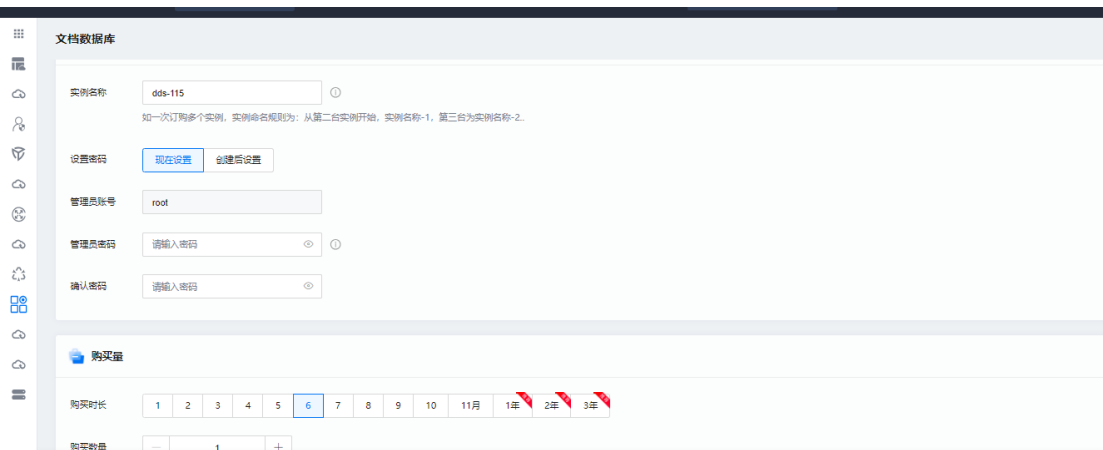 文档数据库
实例名称 dds-115
如一次订购多个实例，实例命名规则为：从第二台实例开始，实例名称-1，第三台为实例名称-2..
设置密码 现在设置 创建后设置
管理员账号 root
管理员密码 请输入密码
确认密码 请输入密码
购买量
购买时长 1 2 3 4 5 6 7 8 9 10 11月 1年 2年 3年
购买数量 1